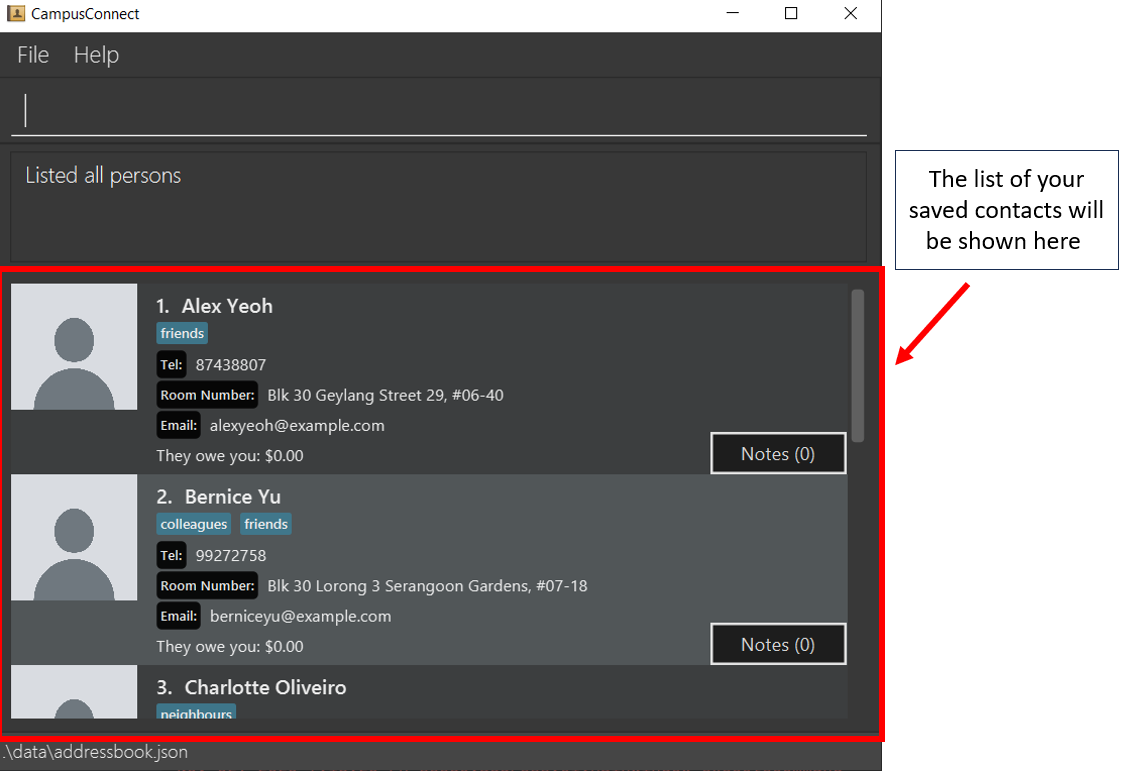 CampusConnect
File Help
Listed all persons
The list of your
saved contacts will
be shown here
1. Alex Yeoh
friends
Tel: 87438807
Room Number: Blk 30 Geylang Street 29, #06-40
Email: alexyeoh@example.com
They owe you: $0.00
Notes (0)
2. Bernice Yu
colleagues friends
Tel: 99272758
Room Number: Blk 30 Lorong 3 Serangoon Gardens, #07-18
Email: berniceyu@example.com
They owe you: $0.00
Notes (0)
3. Charlotte Oliveiro
neighbours
.\data\addressbook.json